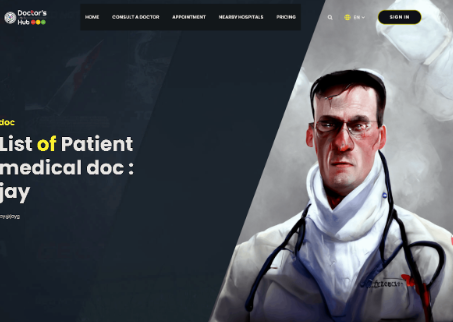 Doctor's
Hub
HOME
CONSULT A DOCTOR
APPOINTMENT
NEARBY HOSPITALS
PRICING
EN
SIGN IN
doc
List of Patient
medical doc :
jay